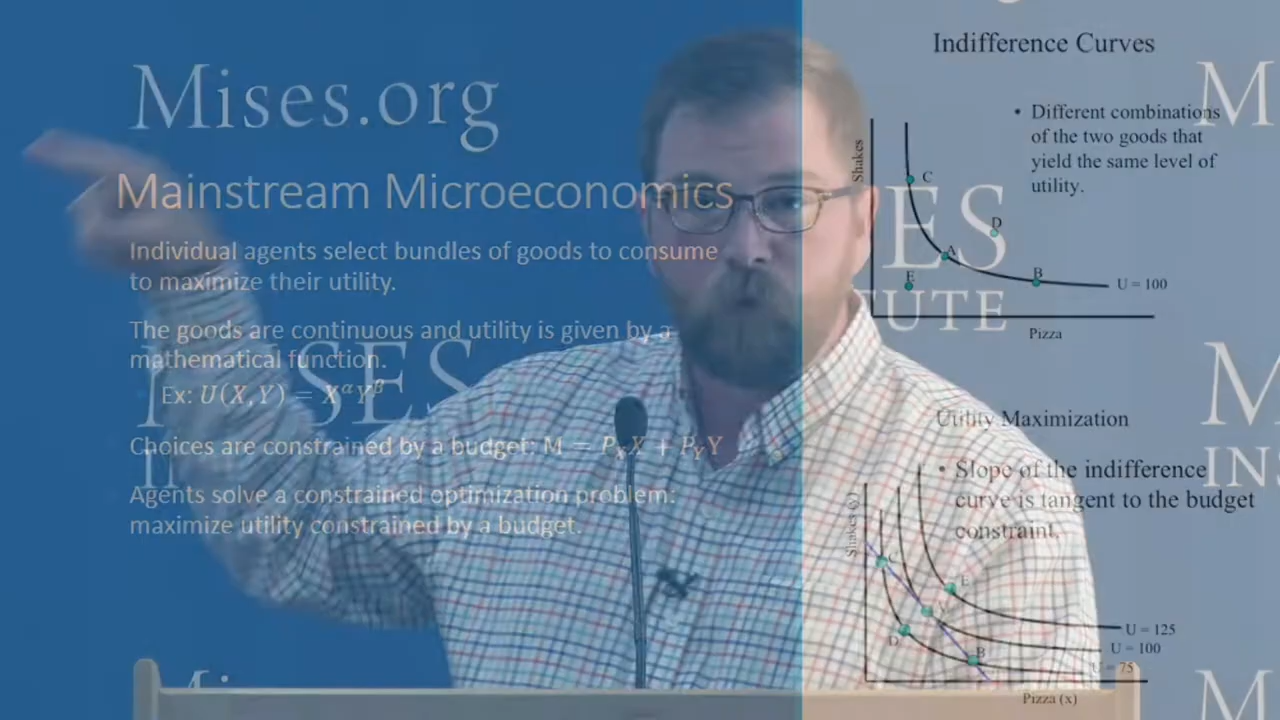 Mises.org
Mainstream Microeconomics
Individual agents select bundles of goods to consume
to maximize their utility.
The goods are continuous and utility is given by a
mathematical function.
Ex: U(X,Y) = X^α Y^β
Choices are constrained by a budget: M = P_X X + P_Y Y
Agents solve a constrained optimization problem:
maximize utility constrained by a budget.
Indifference Curves
• Different combinations
of the two goods that
yield the same level of
utility.
Shakes
C
D
A
E
B
U = 100
Pizza
Utility Maximization
• Slope of the indifference
curve is tangent to the budget
constraint.
Shakes (y)
C
E
A
D
B
U = 125
U = 100
U = 75
Pizza (x)